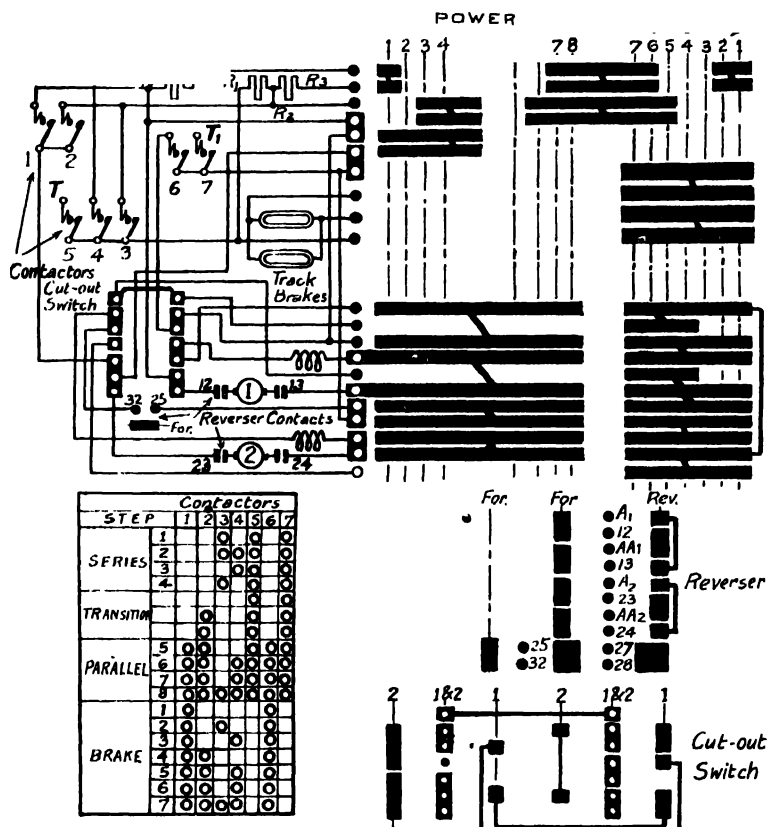 POWER
1 2 3 4 7 8 7 6 5 4 3 2 1
R3
R2
1 2
T1
6 7
T
5 4 3
Contactors
Cut-out
Switch
Track
Brakes
12 1 13
32 25
For.
Reverser Contacts
23 2 24
Contactors
STEP 1 2 3 4 5 6 7
SERIES
1
2
3
4
TRANSITION
PARALLEL
5
6
7
8
BRAKE
1
2
3
4
5
6
7
For. For Rev.
A1
12
AA1
13
A2
23
AA2
24
25 27
32 28
Reverser
2 1&2 1 2 1&2 1
Cut-out
Switch